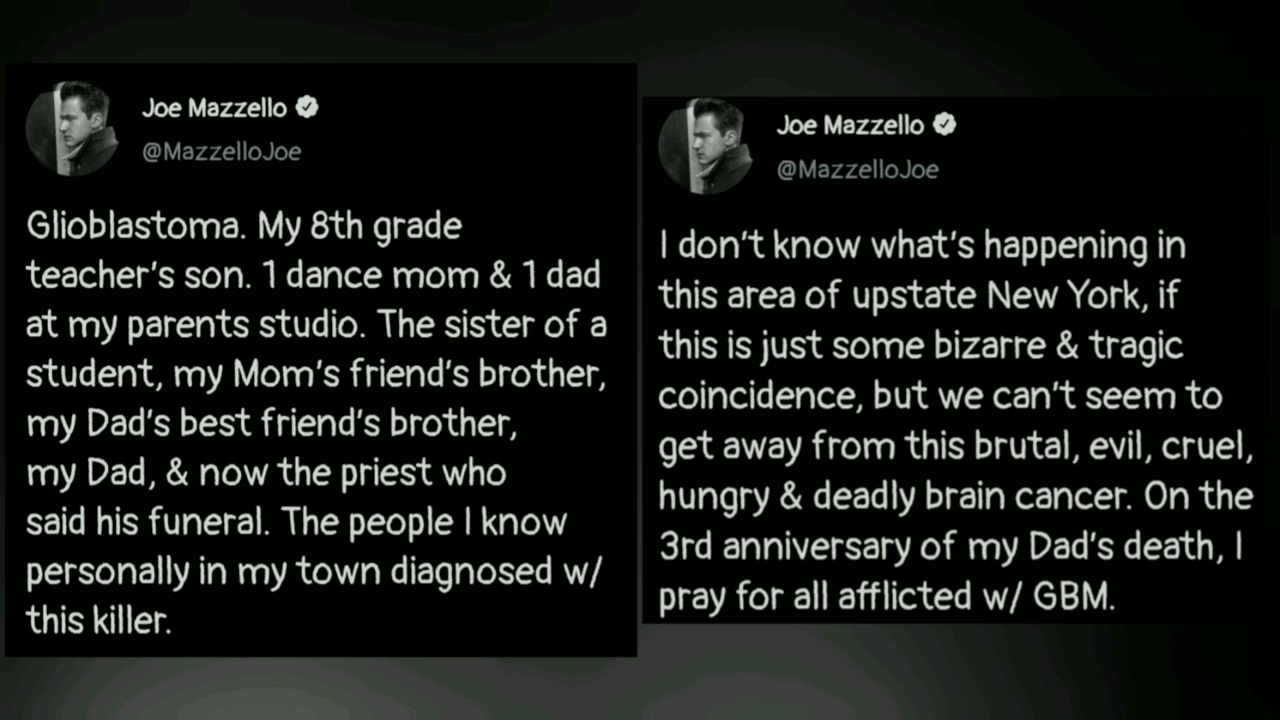 Joe Mazzello
@MazzelloJoe
Glioblastoma. My 8th grade
teacher's son. 1 dance mom & 1 dad
at my parents studio. The sister of a
student, my Mom's friend's brother,
my Dad's best friend's brother,
my Dad, & now the priest who
said his funeral. The people I know
personally in my town diagnosed w/
this killer.
Joe Mazzello
@MazzelloJoe
I don't know what's happening in
this area of upstate New York, if
this is just some bizarre & tragic
coincidence, but we can't seem to
get away from this brutal, evil, cruel,
hungry & deadly brain cancer. On the
3rd anniversary of my Dad's death, I
pray for all afflicted w/ GBM.